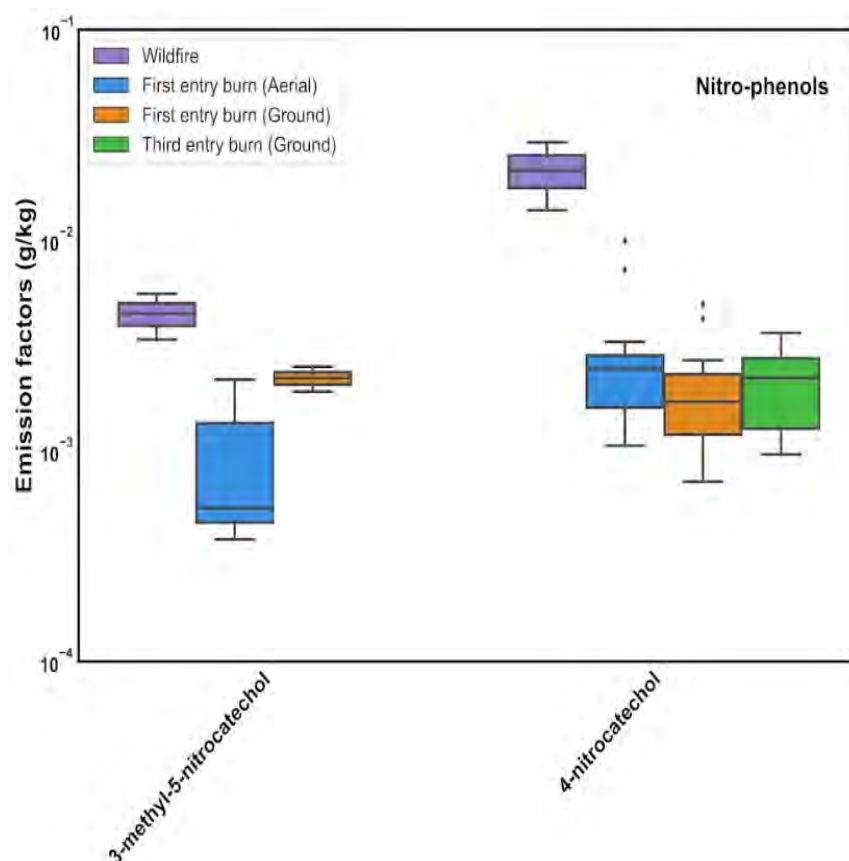 10⁻¹
Wildfire
First entry burn (Aerial)
First entry burn (Ground)
Third entry burn (Ground)
Nitro-phenols
10⁻²
10⁻³
10⁻⁴
Emission factors (g/kg)
3-methyl-5-nitrocatechol
4-nitrocatechol